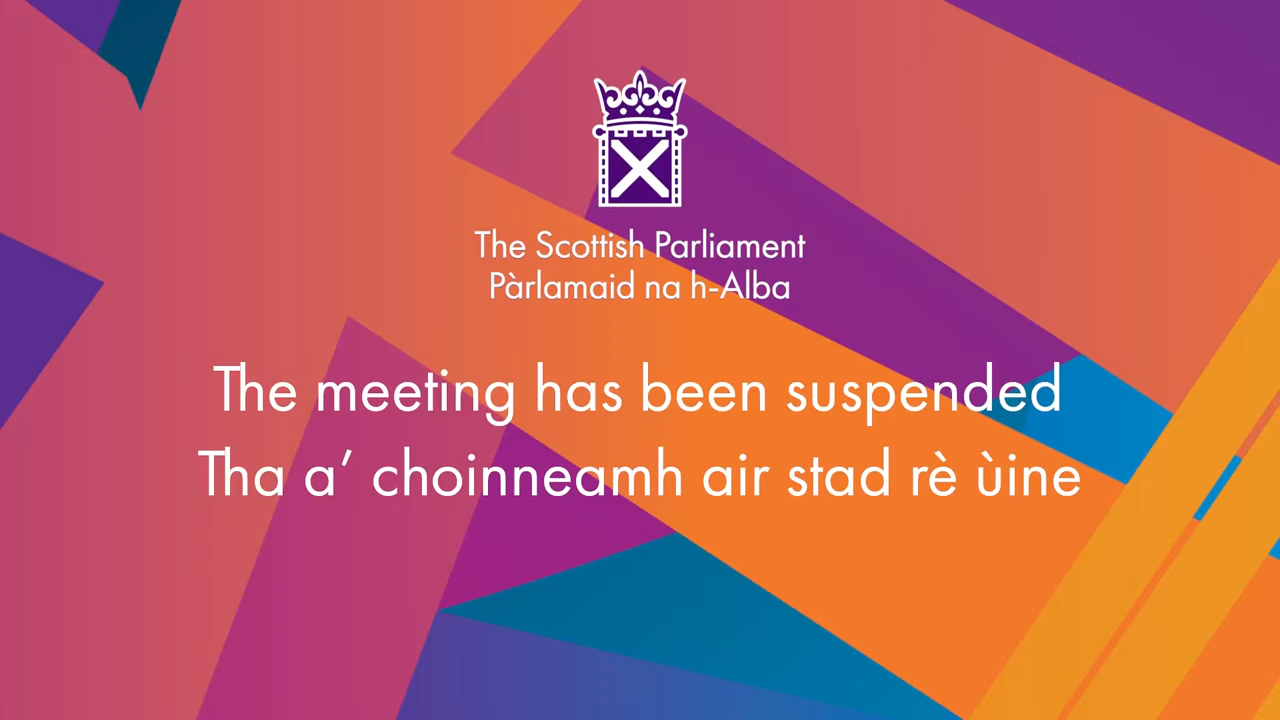 The Scottish Parliament
Pàrlamaid na h-Alba
The meeting has been suspended
Tha a’ choinneamh air stad rè ùine